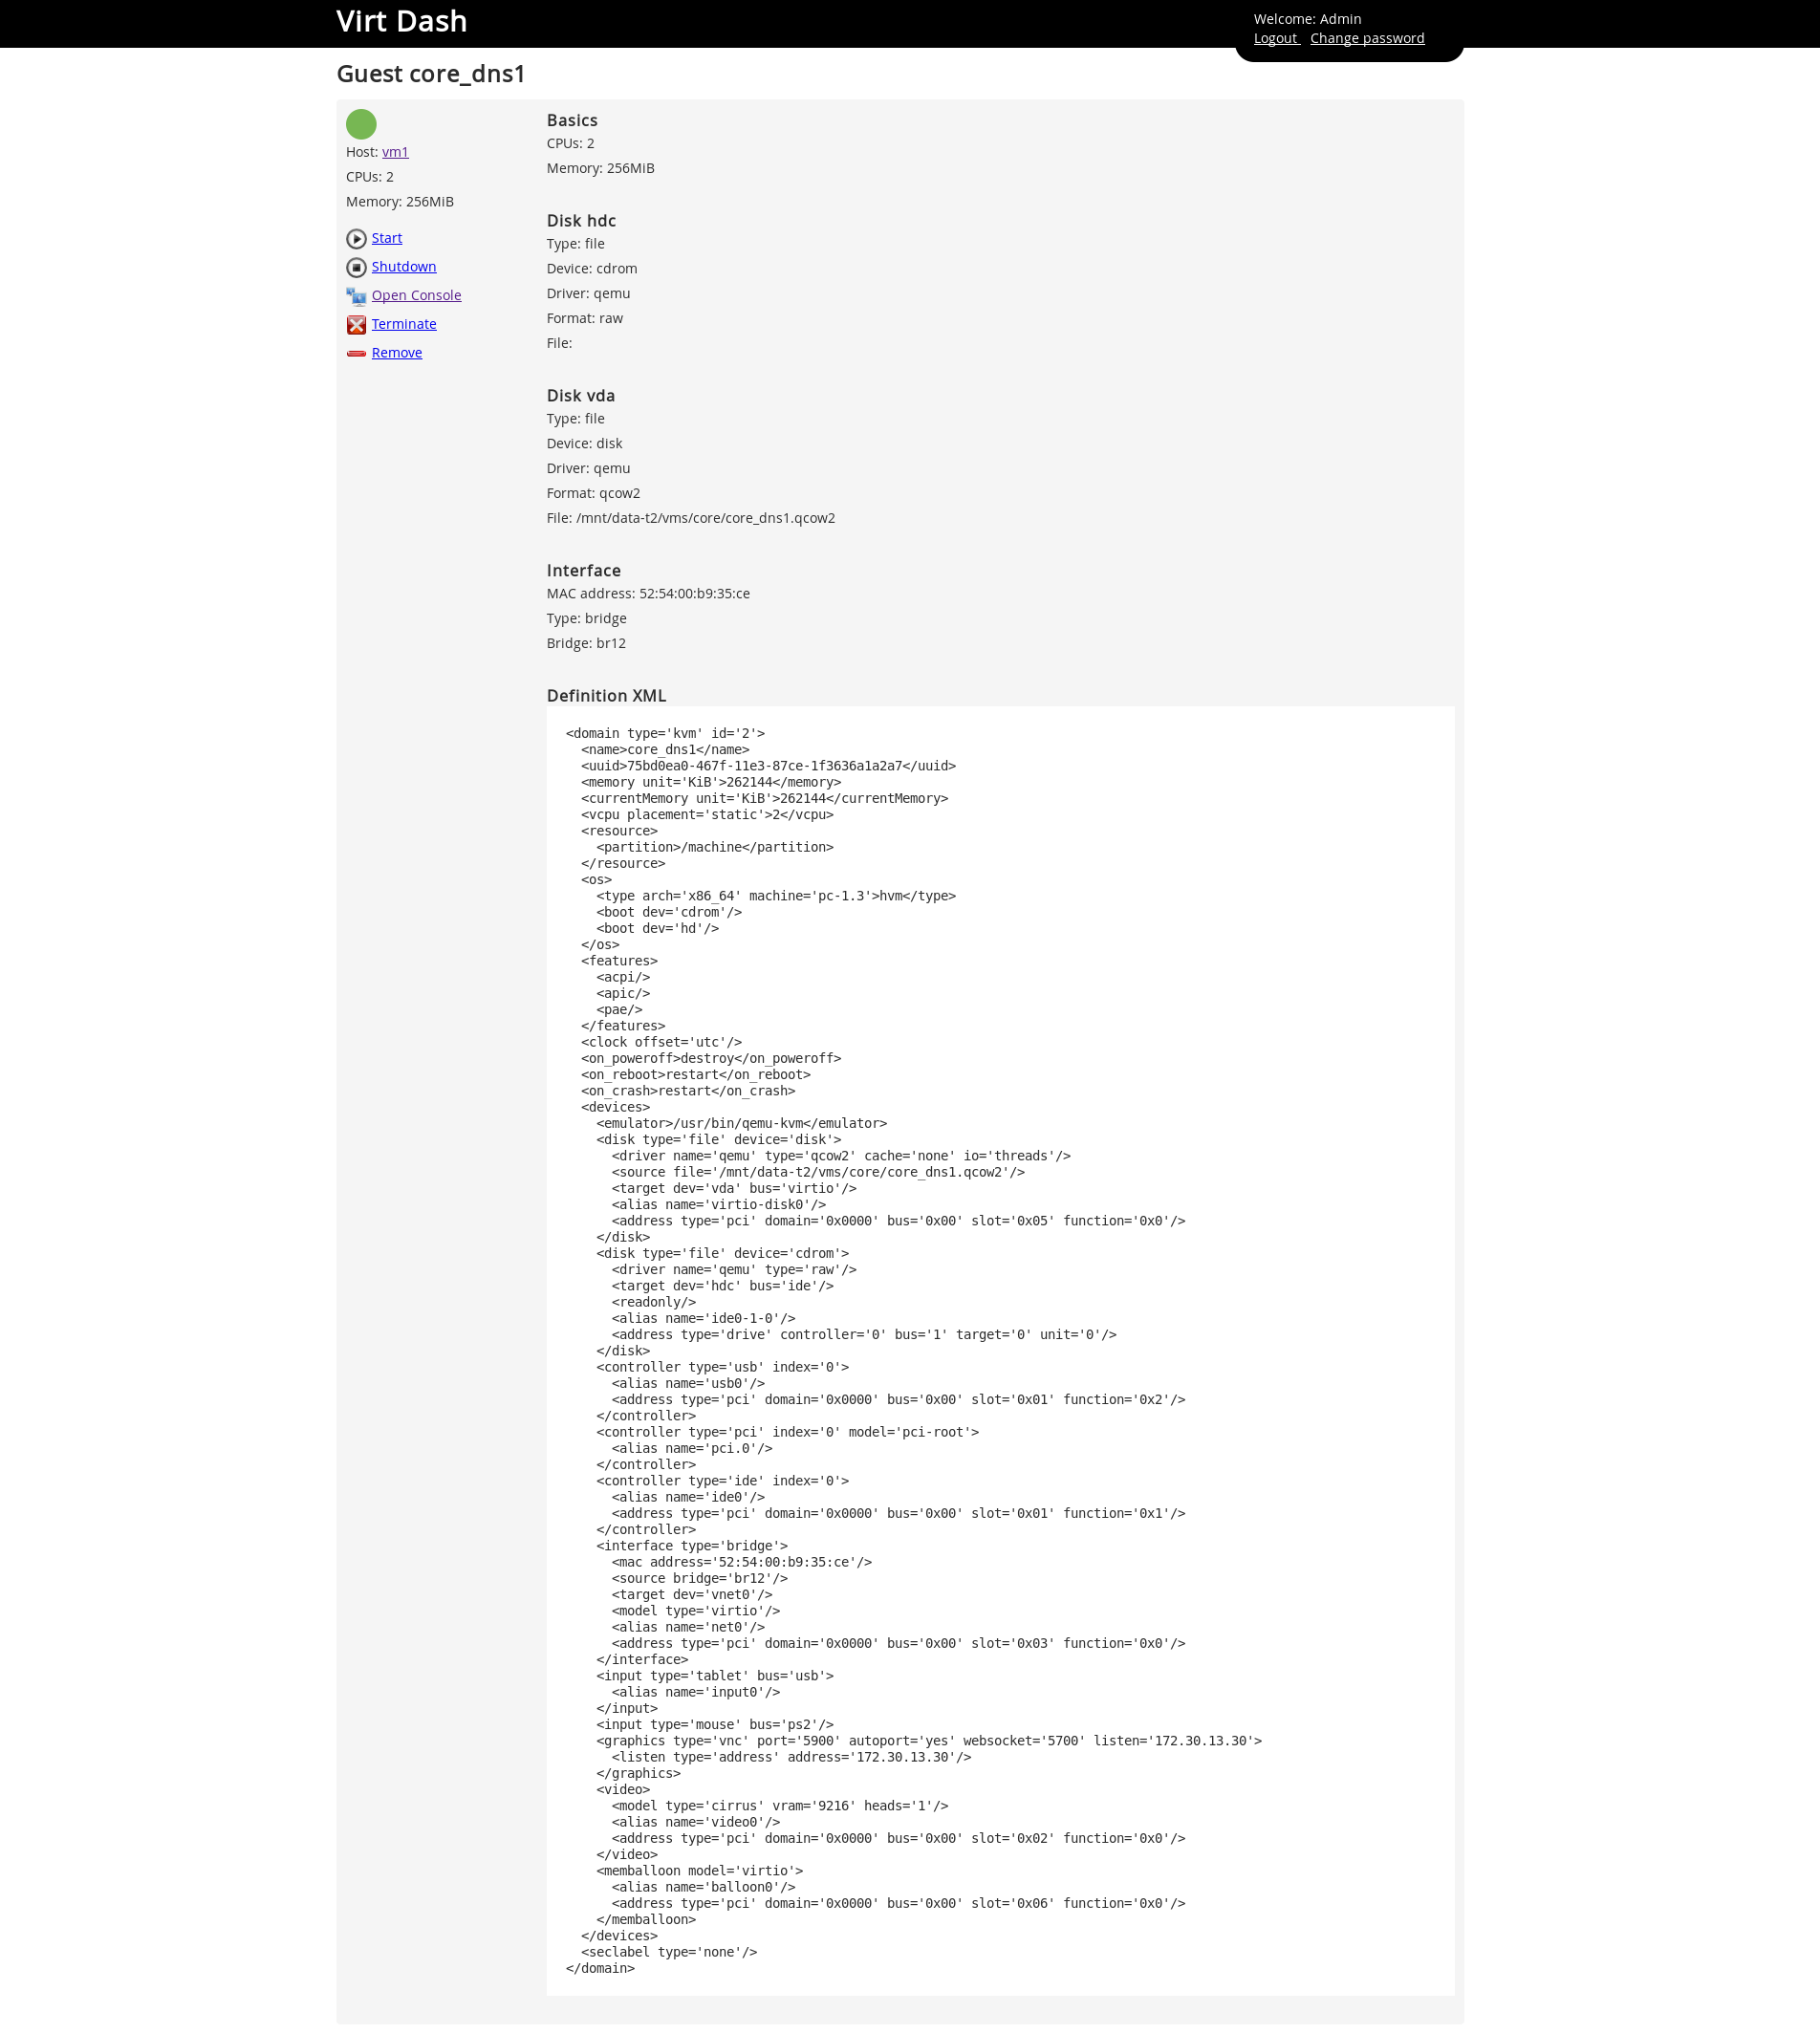 Virt Dash
Welcome: Admin
Logout Change password
Guest core_dns1
Host: vm1
CPUs: 2
Memory: 256MiB
Start
Shutdown
Open Console
Terminate
Remove
Basics
CPUs: 2
Memory: 256MiB
Disk hdc
Type: file
Device: cdrom
Driver: qemu
Format: raw
File:
Disk vda
Type: file
Device: disk
Driver: qemu
Format: qcow2
File: /mnt/data-t2/vms/core/core_dns1.qcow2
Interface
MAC address: 52:54:00:b9:35:ce
Type: bridge
Bridge: br12
Definition XML
<domain type='kvm' id='2'>
  <name>core_dns1</name>
  <uuid>75bd0ea0-467f-11e3-87ce-1f3636a1a2a7</uuid>
  <memory unit='KiB'>262144</memory>
  <currentMemory unit='KiB'>262144</currentMemory>
  <vcpu placement='static'>2</vcpu>
  <resource>
    <partition>/machine</partition>
  </resource>
  <os>
    <type arch='x86_64' machine='pc-1.3'>hvm</type>
    <boot dev='cdrom'/>
    <boot dev='hd'/>
  </os>
  <features>
    <acpi/>
    <apic/>
    <pae/>
  </features>
  <clock offset='utc'/>
  <on_poweroff>destroy</on_poweroff>
  <on_reboot>restart</on_reboot>
  <on_crash>restart</on_crash>
  <devices>
    <emulator>/usr/bin/qemu-kvm</emulator>
    <disk type='file' device='disk'>
      <driver name='qemu' type='qcow2' cache='none' io='threads'/>
      <source file='/mnt/data-t2/vms/core/core_dns1.qcow2'/>
      <target dev='vda' bus='virtio'/>
      <alias name='virtio-disk0'/>
      <address type='pci' domain='0x0000' bus='0x00' slot='0x05' function='0x0'/>
    </disk>
    <disk type='file' device='cdrom'>
      <driver name='qemu' type='raw'/>
      <target dev='hdc' bus='ide'/>
      <readonly/>
      <alias name='ide0-1-0'/>
      <address type='drive' controller='0' bus='1' target='0' unit='0'/>
    </disk>
    <controller type='usb' index='0'>
      <alias name='usb0'/>
      <address type='pci' domain='0x0000' bus='0x00' slot='0x01' function='0x2'/>
    </controller>
    <controller type='pci' index='0' model='pci-root'>
      <alias name='pci.0'/>
    </controller>
    <controller type='ide' index='0'>
      <alias name='ide0'/>
      <address type='pci' domain='0x0000' bus='0x00' slot='0x01' function='0x1'/>
    </controller>
    <interface type='bridge'>
      <mac address='52:54:00:b9:35:ce'/>
      <source bridge='br12'/>
      <target dev='vnet0'/>
      <model type='virtio'/>
      <alias name='net0'/>
      <address type='pci' domain='0x0000' bus='0x00' slot='0x03' function='0x0'/>
    </interface>
    <input type='tablet' bus='usb'>
      <alias name='input0'/>
    </input>
    <input type='mouse' bus='ps2'/>
    <graphics type='vnc' port='5900' autoport='yes' websocket='5700' listen='172.30.13.30'>
      <listen type='address' address='172.30.13.30'/>
    </graphics>
    <video>
      <model type='cirrus' vram='9216' heads='1'/>
      <alias name='video0'/>
      <address type='pci' domain='0x0000' bus='0x00' slot='0x02' function='0x0'/>
    </video>
    <memballoon model='virtio'>
      <alias name='balloon0'/>
      <address type='pci' domain='0x0000' bus='0x00' slot='0x06' function='0x0'/>
    </memballoon>
  </devices>
  <seclabel type='none'/>
</domain>